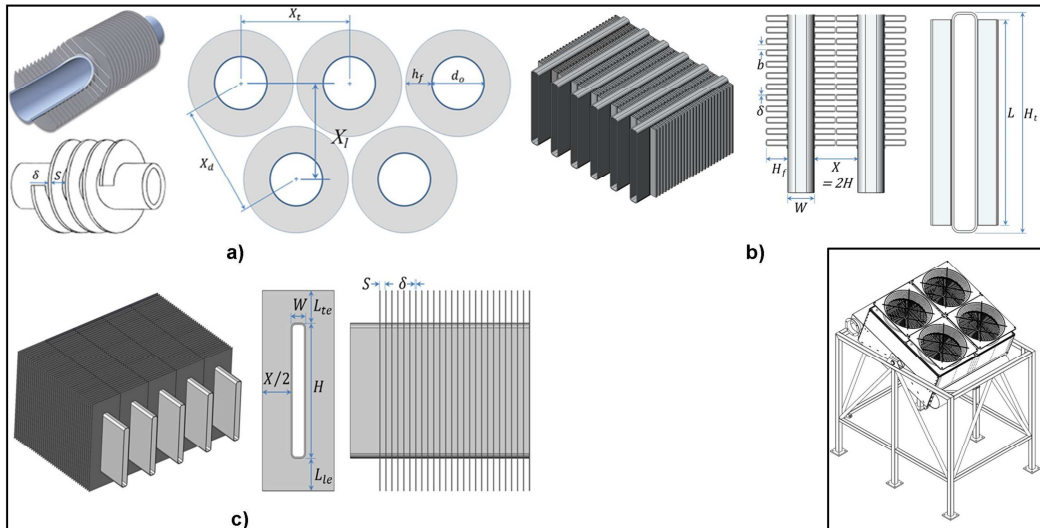 δ
S
X_t
h_f
d_o
X_l
X_d
a)
b
δ
H_f
X
= 2H
W
L
H_t
b)
W
L_te
X/2
H
L_le
S
δ
c)